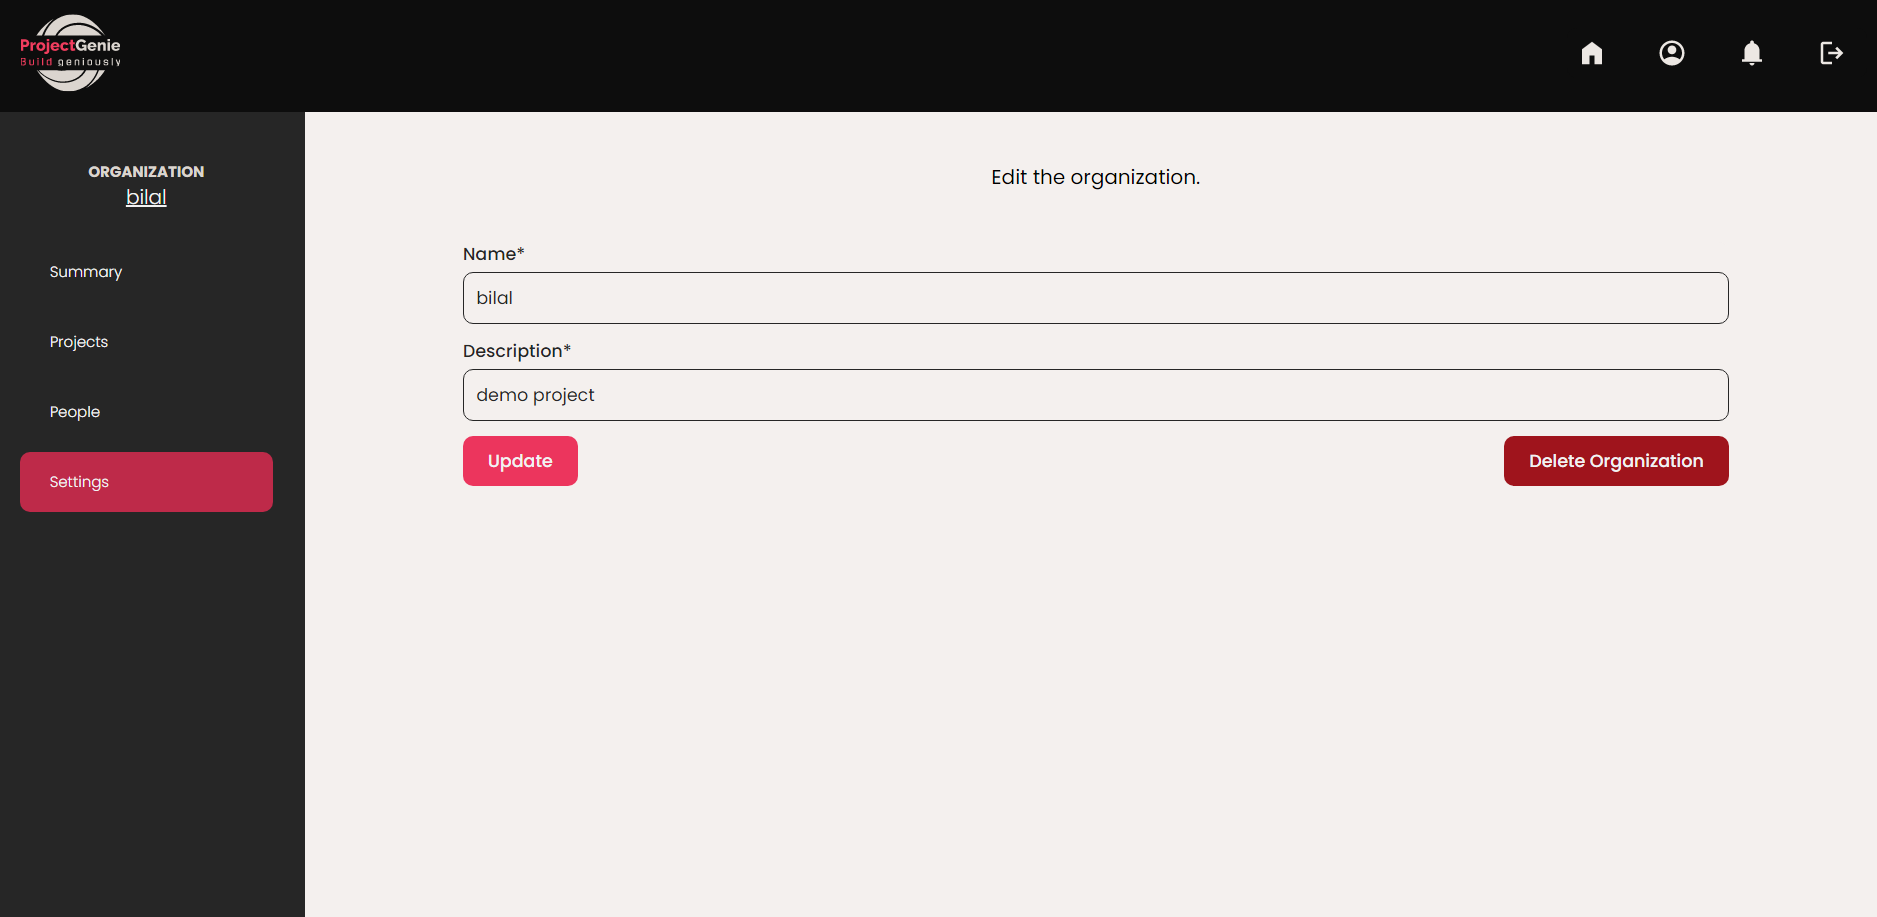 ProjectGenie
Build geniously
ORGANIZATION
bilal
Summary
Projects
People
Settings
Edit the organization.
Name*
bilal
Description*
demo project
Update
Delete Organization